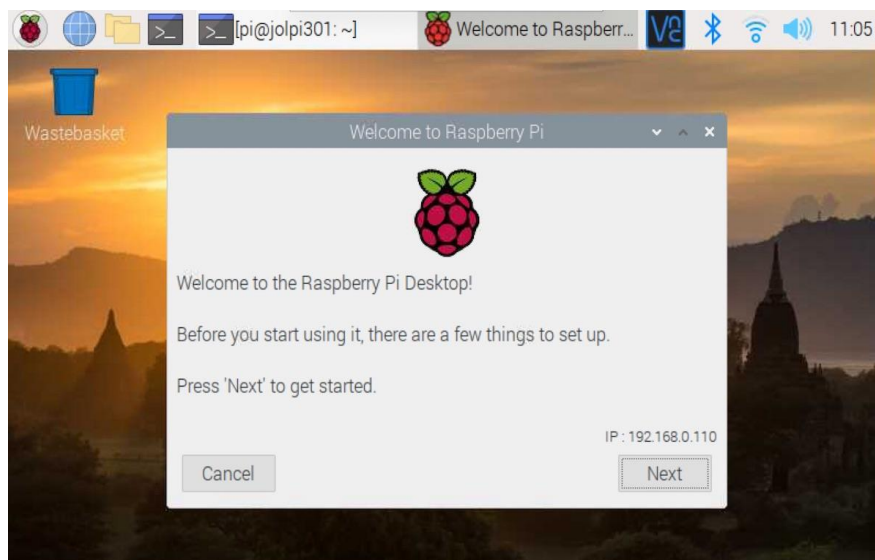 >_ >_ [pi@jolpi301: ~] Welcome to Raspberr... V2 11:05
Wastebasket
Welcome to Raspberry Pi
Welcome to the Raspberry Pi Desktop!
Before you start using it, there are a few things to set up.
Press 'Next' to get started.
IP : 192.168.0.110
Cancel Next